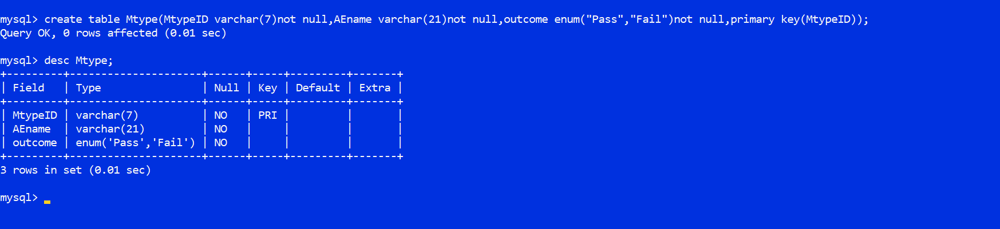 mysql> create table Mtype(MtypeID varchar(7)not null,AEname varchar(21)not null,outcome enum("Pass","Fail")not null,primary key(MtypeID));
Query OK, 0 rows affected (0.01 sec)

mysql> desc Mtype;
+---------+---------------------+------+-----+---------+-------+
| Field   | Type                | Null | Key | Default | Extra |
+---------+---------------------+------+-----+---------+-------+
| MtypeID | varchar(7)          | NO   | PRI |         |       |
| AEname  | varchar(21)         | NO   |     |         |       |
| outcome | enum('Pass','Fail') | NO   |     |         |       |
+---------+---------------------+------+-----+---------+-------+
3 rows in set (0.01 sec)

mysql>